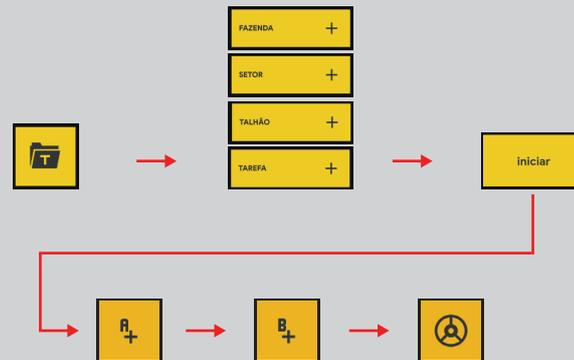 FAZENDA +
SETOR +
TALHÃO +
TAREFA +
T
iniciar
A+
B+